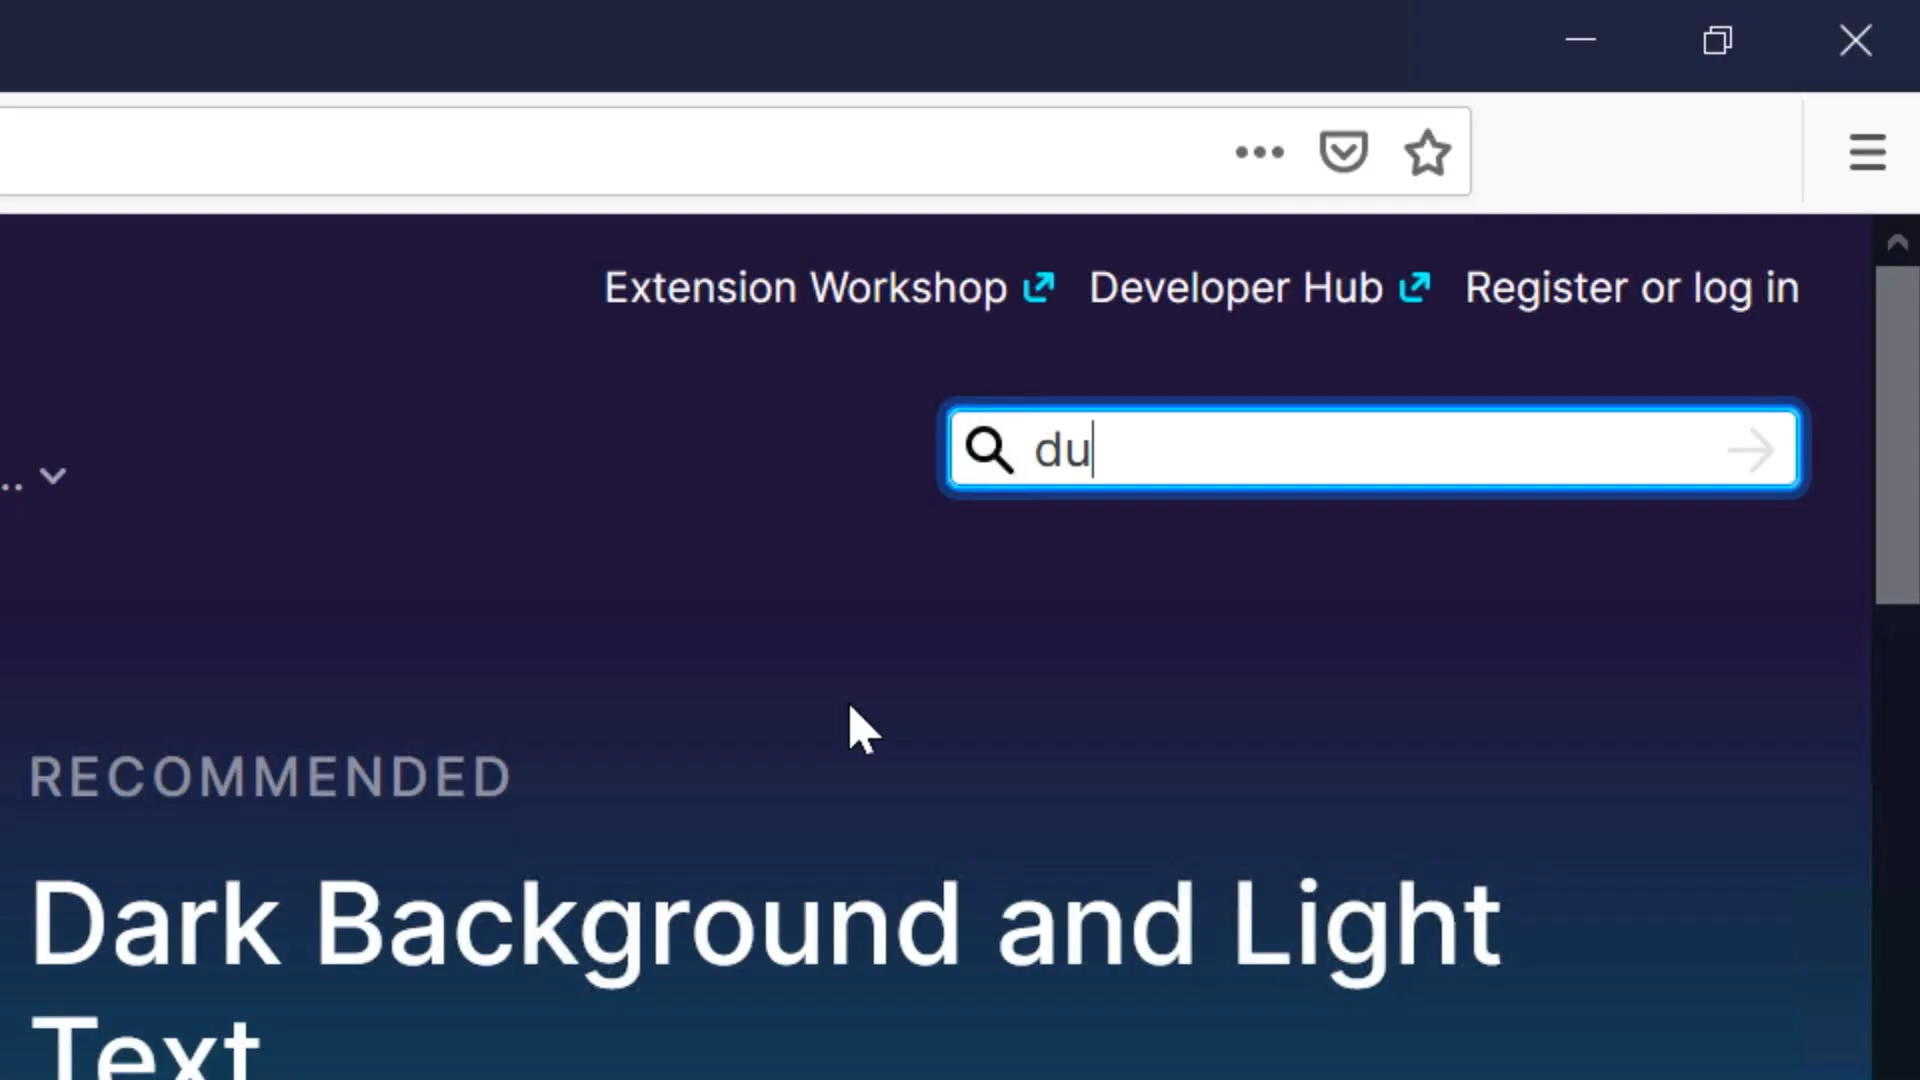 Extension Workshop Developer Hub Register or log in
du
..
RECOMMENDED
Dark Background and Light
Text